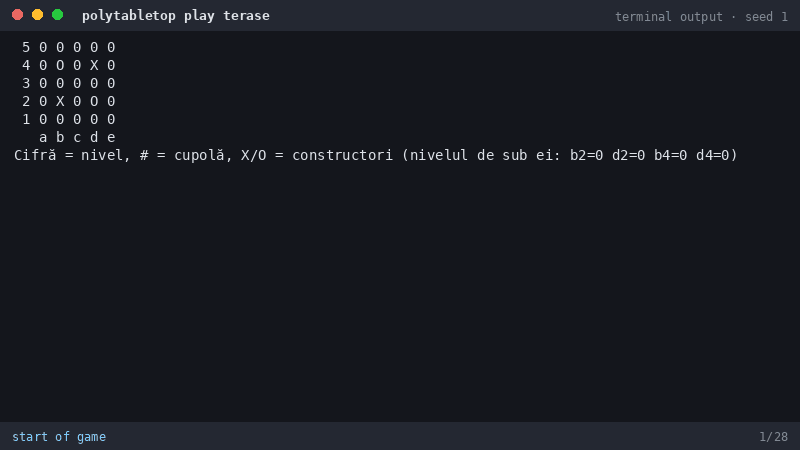 polytabletop play terase
terminal output · seed 1
5 0 0 0 0 0
4 0 O 0 X 0
3 0 0 0 0 0
2 0 X 0 O 0
1 0 0 0 0 0
a b c d e
Cifră = nivel, # = cupolă, X/O = constructori (nivelul de sub ei: b2=0 d2=0 b4=0 d4=0)
start of game
1/28